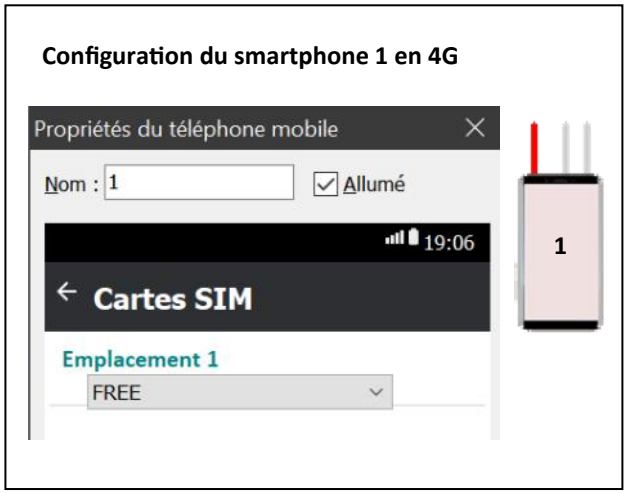 Configuration du smartphone 1 en 4G
Propriétés du téléphone mobile
Nom : 1 Allumé
19:06
1
Cartes SIM
Emplacement 1
FREE